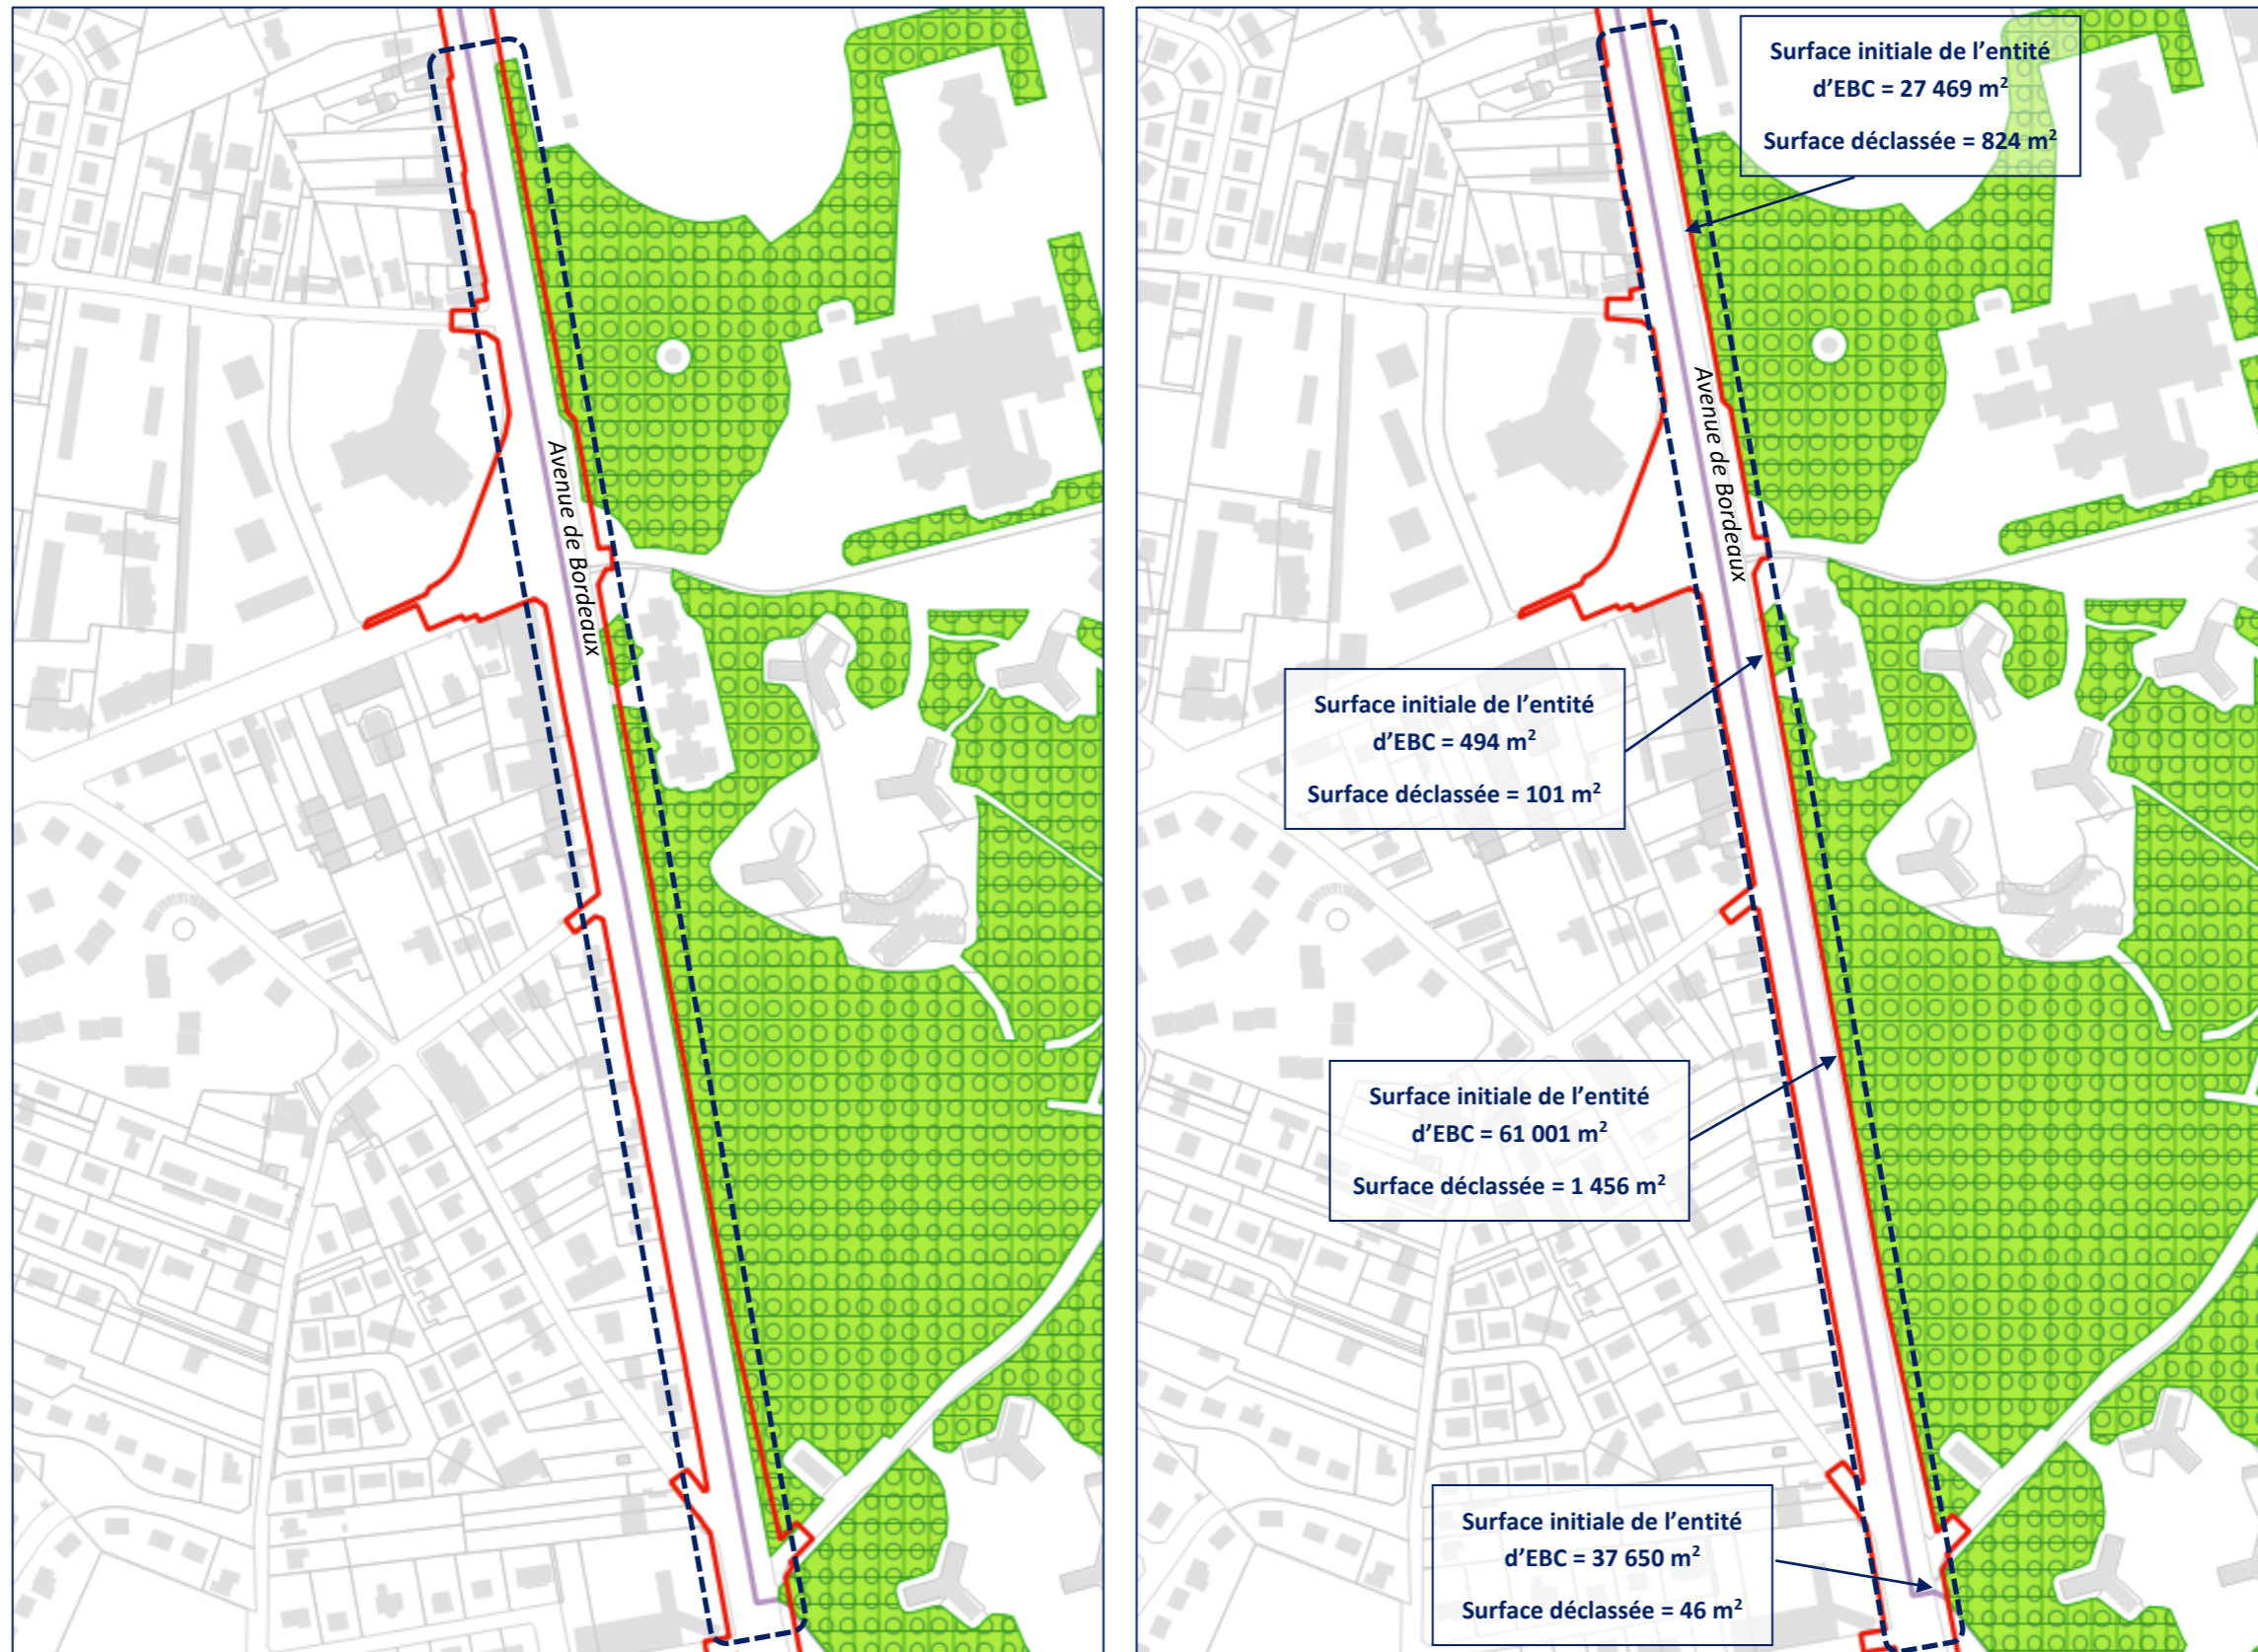 Avenue de Bordeaux
Surface initiale de l’entité
d’EBC = 27 469 m²
Surface déclassée = 824 m²
Avenue de Bordeaux
Surface initiale de l’entité
d’EBC = 494 m²
Surface déclassée = 101 m²
Surface initiale de l’entité
d’EBC = 61 001 m²
Surface déclassée = 1 456 m²
Surface initiale de l’entité
d’EBC = 37 650 m²
Surface déclassée = 46 m²